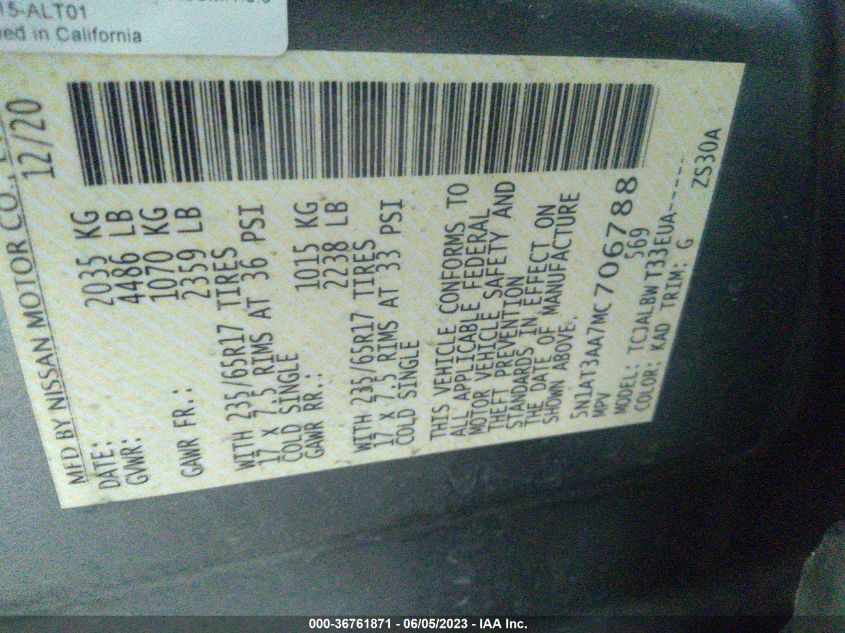 15-ALT01
ned in California
MFD BY NISSAN MOTOR CO.,
DATE: 12/20
GVWR: 2035 KG
4486 LB
GAWR FR.: 1070 KG
2359 LB
WITH 235/65R17 TIRES
17 X 7.5 RIMS AT 36 PSI
COLD SINGLE
GAWR RR.: 1015 KG
2238 LB
WITH 235/65R17 TIRES
17 X 7.5 RIMS AT 33 PSI
COLD SINGLE
THIS VEHICLE CONFORMS TO
ALL APPLICABLE FEDERAL
MOTOR VEHICLE SAFETY AND
THEFT PREVENTION
STANDARDS IN EFFECT ON
THE DATE OF MANUFACTURE
SHOWN ABOVE.
5N1AT3AA7MC706788
MPV 569
MODEL: TCJALBW T33EUA-----
COLOR: KAD TRIM: G ZS30A
000-36761871 - 06/05/2023 - IAA Inc.